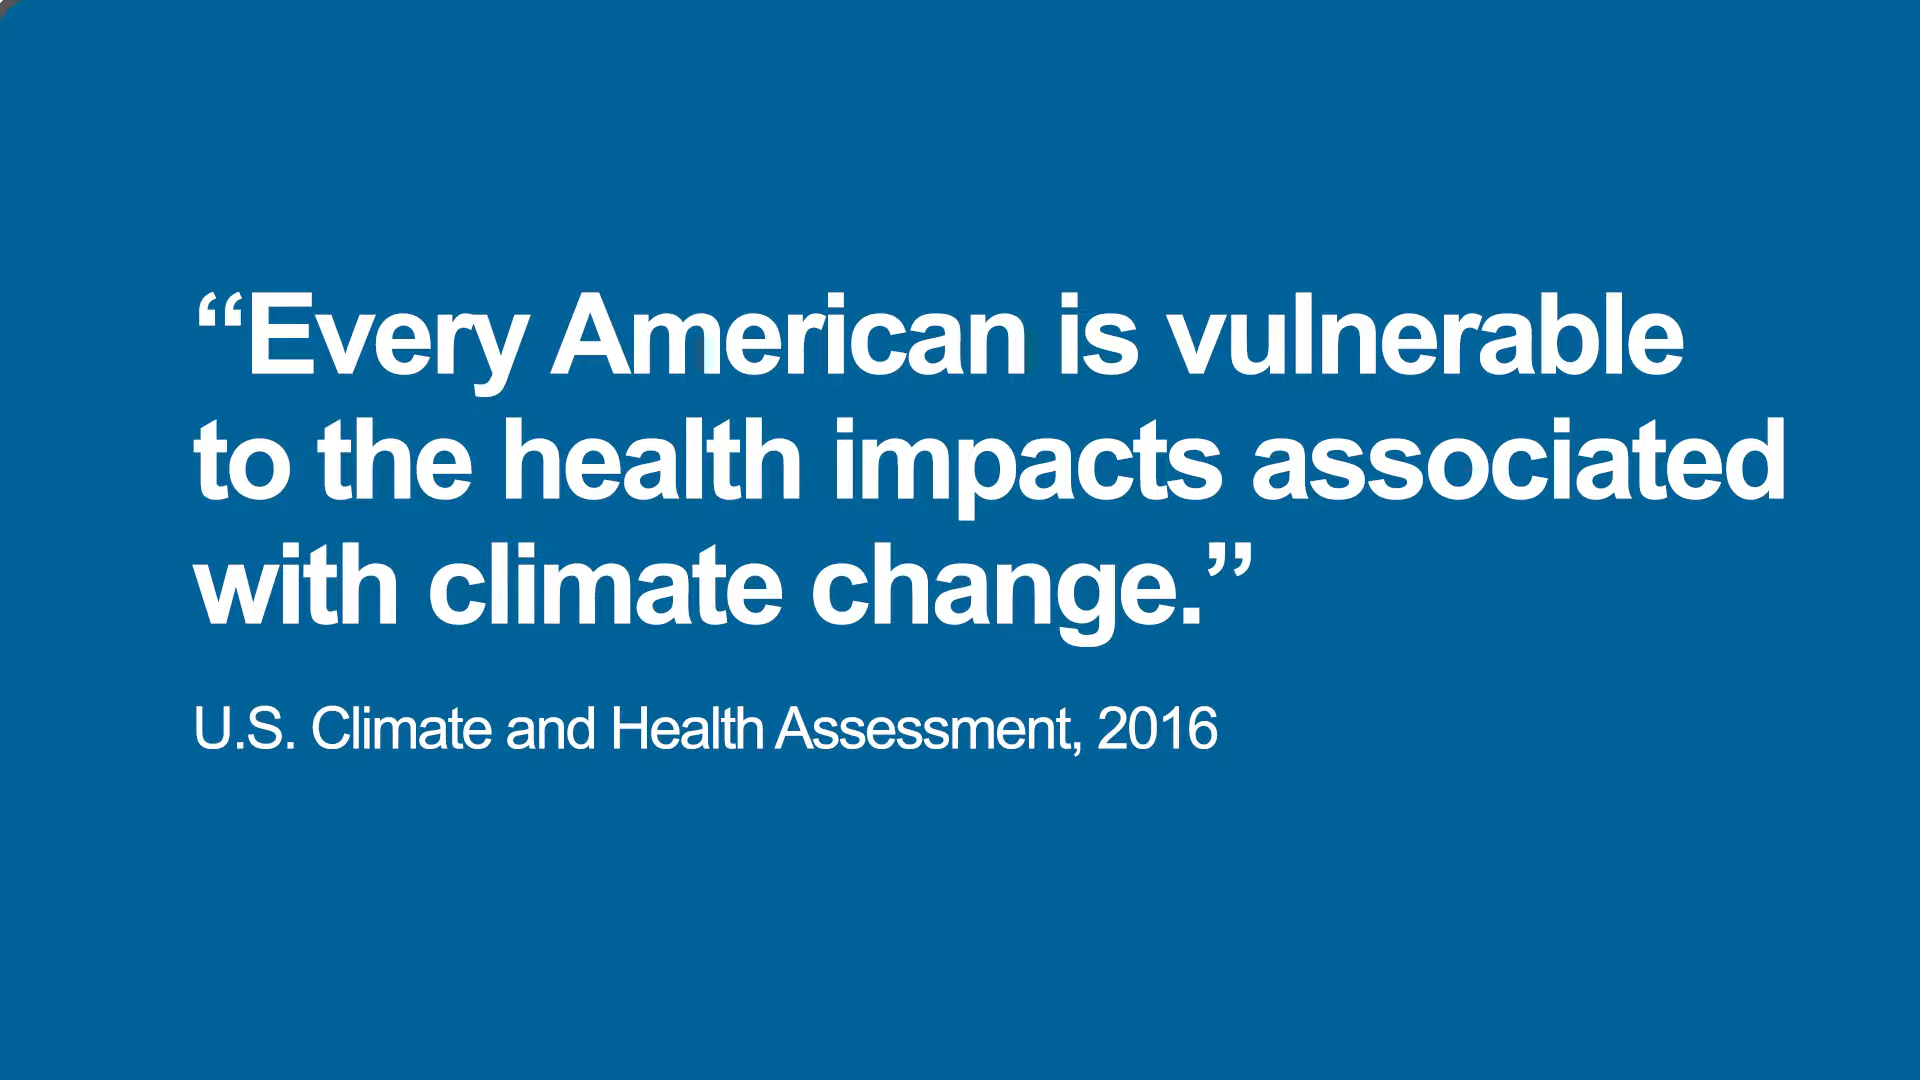 “Every American is vulnerable
to the health impacts associated
with climate change.”
U.S. Climate and Health Assessment, 2016